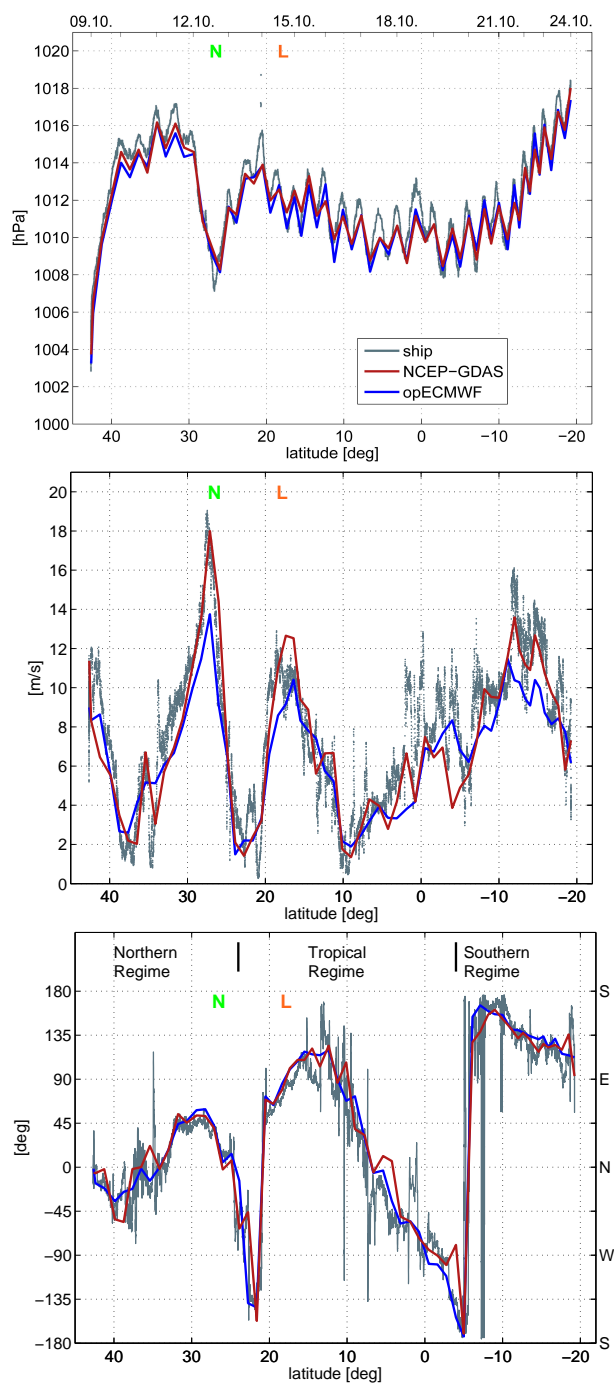 09.10. 12.10. 14.10. 15.10. 18.10. 21.10. 24.10.
1020
N L
1018
1016
1014
1012
[hPa]
1010
1008
1006
ship
1004
NCEP−GDAS
1002
opECMWF
1000
40 30 20 10 0 −10 −20
latitude [deg]
20
N L
18
16
14
12
[m/s]
10
8
6
4
2
0
40 30 20 10 0 −10 −20
latitude [deg]
Northern Tropical Southern
Regime Regime Regime
180 N L S
135
90 E
45
[deg]
0 N
−45
−90 W
−135
−180 S
40 30 20 10 0 −10 −20
latitude [deg]